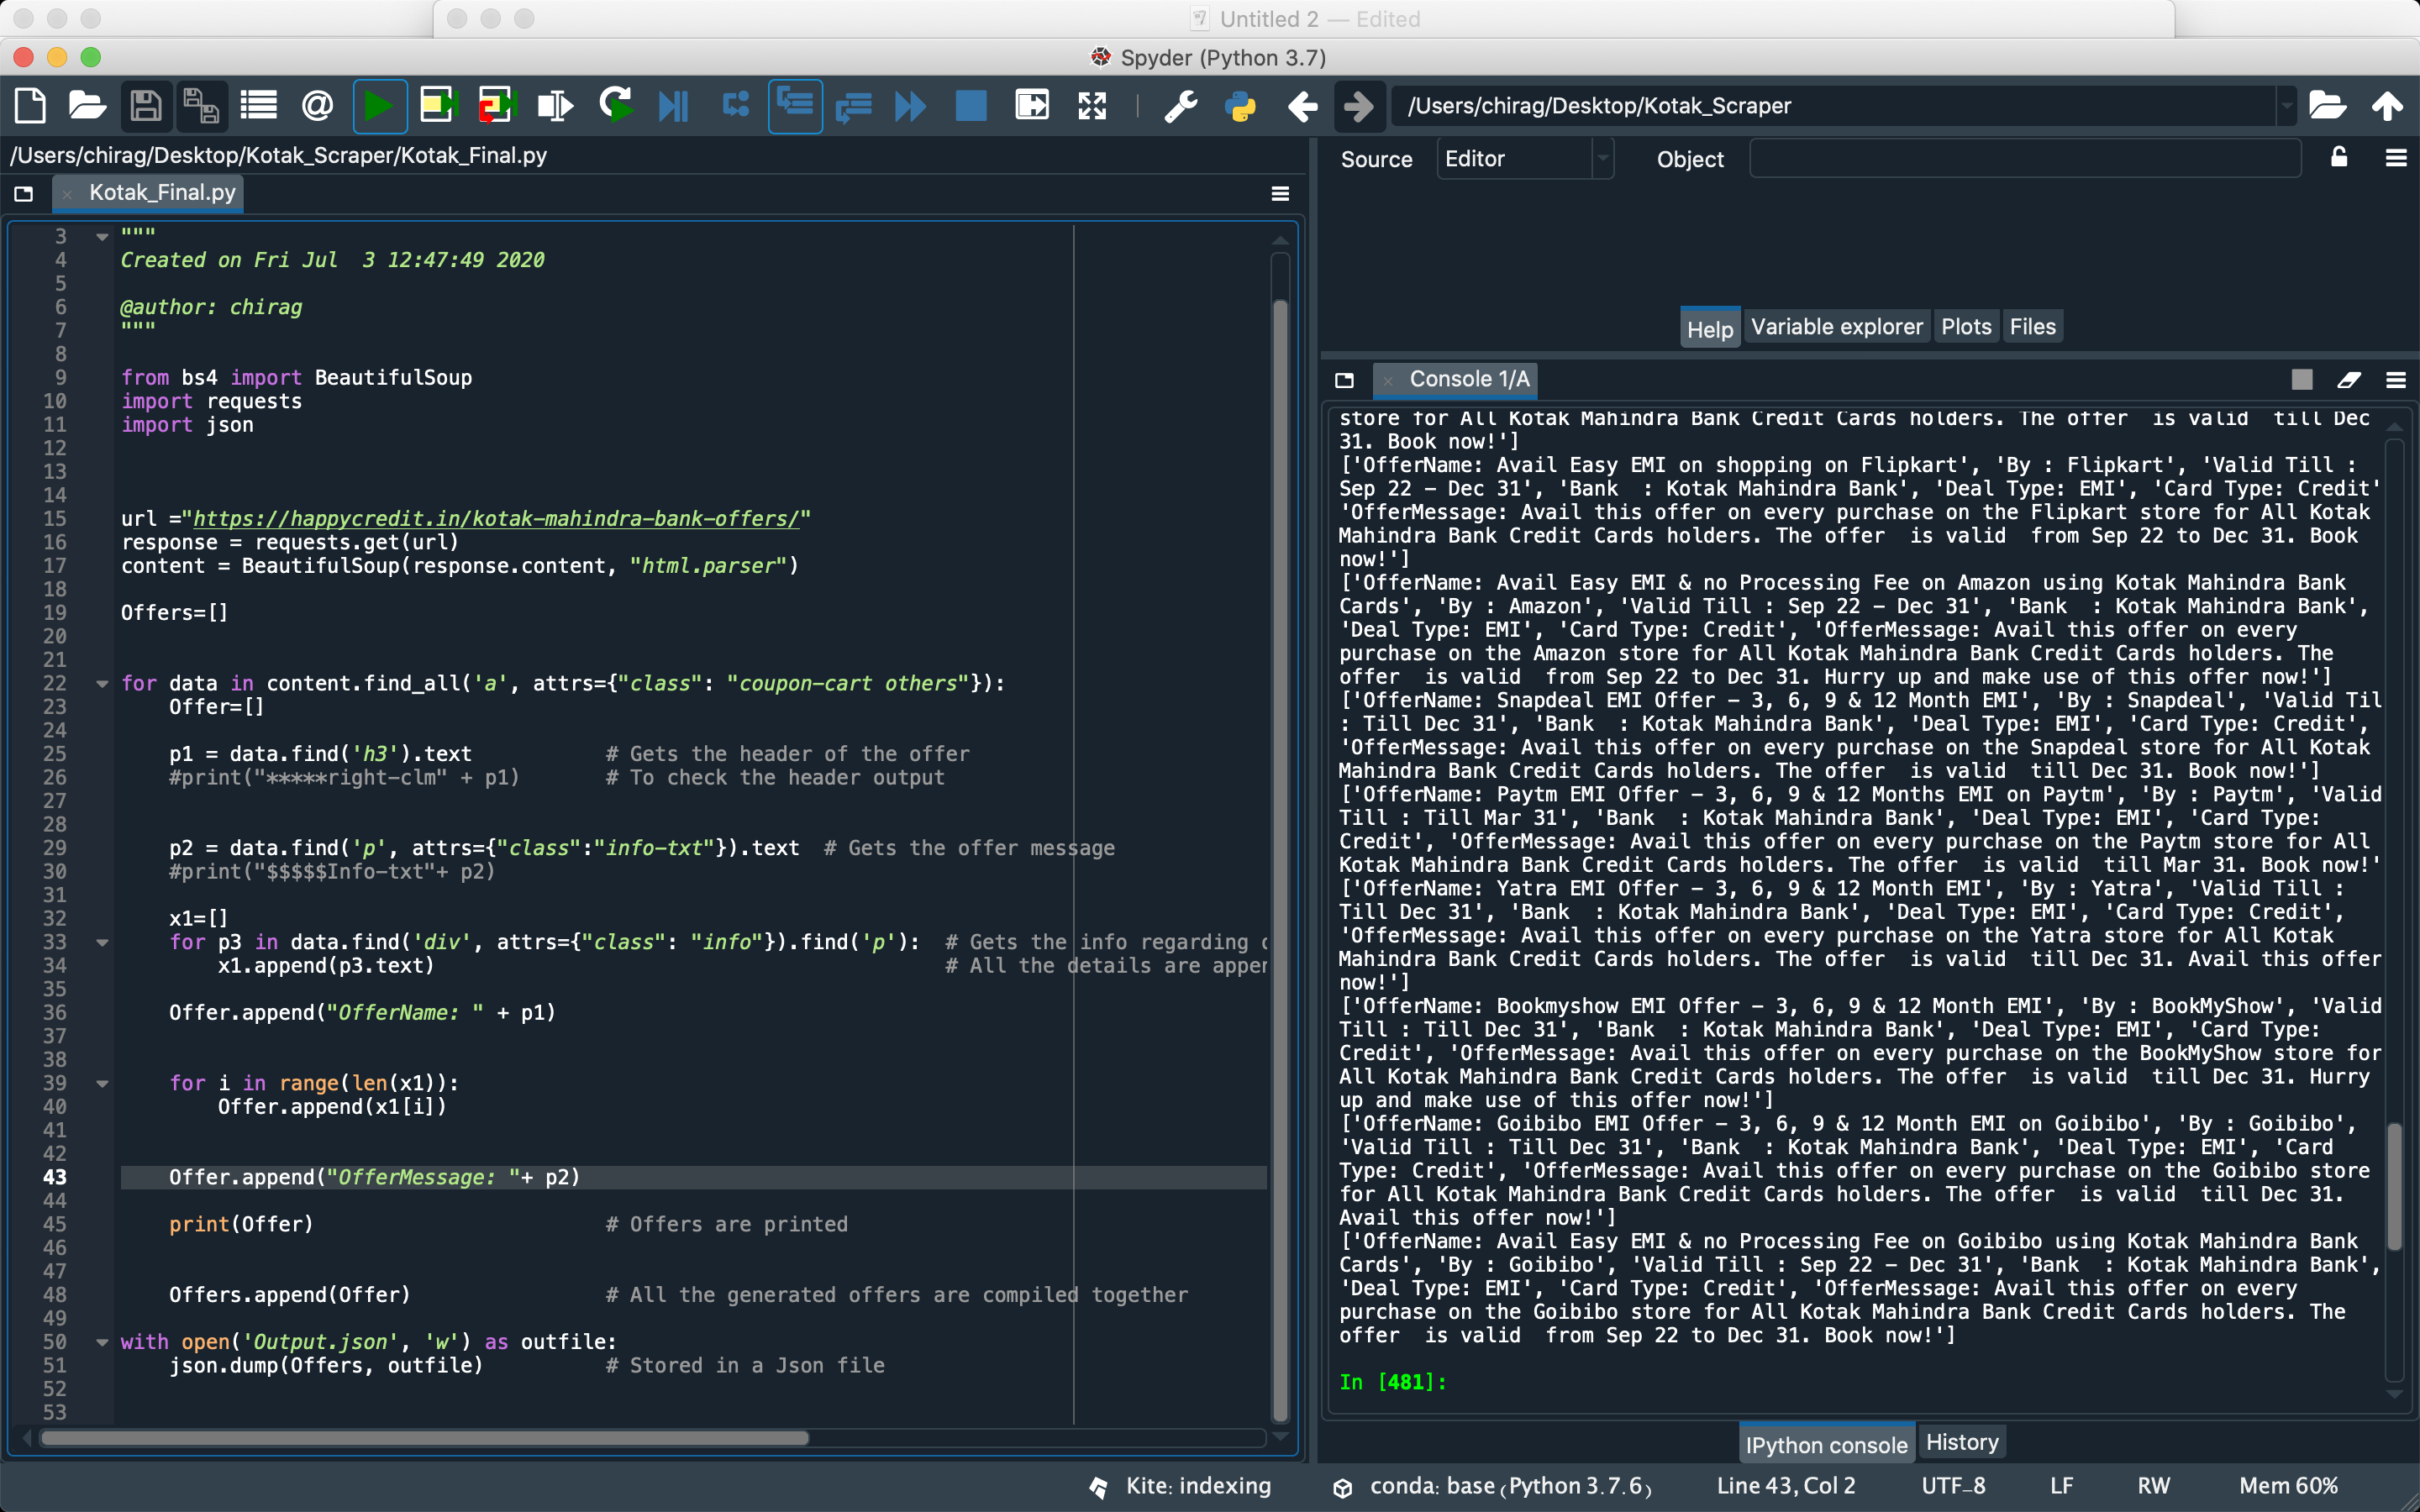 Untitled 2 — Edited
Spyder (Python 3.7)
/Users/chirag/Desktop/Kotak_Scraper
/Users/chirag/Desktop/Kotak_Scraper/Kotak_Final.py
Source Editor Object
Kotak_Final.py
3 """
4 Created on Fri Jul  3 12:47:49 2020
5
6 @author: chirag
7 """
8
9 from bs4 import BeautifulSoup
10 import requests
11 import json
12
13
14
15 url ="https://happycredit.in/kotak-mahindra-bank-offers/"
16 response = requests.get(url)
17 content = BeautifulSoup(response.content, "html.parser")
18
19 Offers=[]
20
21
22 for data in content.find_all('a', attrs={"class": "coupon-cart others"}):
23     Offer=[]
24
25     p1 = data.find('h3').text           # Gets the header of the offer
26     #print("*****right-clm" + p1)       # To check the header output
27
28
29     p2 = data.find('p', attrs={"class":"info-txt"}).text  # Gets the offer message
30     #print("$$$$$Info-txt"+ p2)
31
32     x1=[]
33     for p3 in data.find('div', attrs={"class": "info"}).find('p'):  # Gets the info regarding
34         x1.append(p3.text)                                          # All the details are
35
36     Offer.append("OfferName: " + p1)
37
38
39     for i in range(len(x1)):
40         Offer.append(x1[i])
41
42
43     Offer.append("OfferMessage: "+ p2)
44
45     print(Offer)                        # Offers are printed
46
47
48     Offers.append(Offer)                # All the generated offers are compiled together
49
50 with open('Output.json', 'w') as outfile:
51     json.dump(Offers, outfile)          # Stored in a Json file
52
53
Help Variable explorer Plots Files
Console 1/A
store for All Kotak Mahindra Bank Credit Cards holders. The offer  is valid  till Dec
31. Book now!']
['OfferName: Avail Easy EMI on shopping on Flipkart', 'By : Flipkart', 'Valid Till :
Sep 22 - Dec 31', 'Bank  : Kotak Mahindra Bank', 'Deal Type: EMI', 'Card Type: Credit'
'OfferMessage: Avail this offer on every purchase on the Flipkart store for All Kotak
Mahindra Bank Credit Cards holders. The offer  is valid  from Sep 22 to Dec 31. Book
now!']
['OfferName: Avail Easy EMI & no Processing Fee on Amazon using Kotak Mahindra Bank
Cards', 'By : Amazon', 'Valid Till : Sep 22 - Dec 31', 'Bank  : Kotak Mahindra Bank',
'Deal Type: EMI', 'Card Type: Credit', 'OfferMessage: Avail this offer on every
purchase on the Amazon store for All Kotak Mahindra Bank Credit Cards holders. The
offer  is valid  from Sep 22 to Dec 31. Hurry up and make use of this offer now!']
['OfferName: Snapdeal EMI Offer - 3, 6, 9 & 12 Month EMI', 'By : Snapdeal', 'Valid Til
: Till Dec 31', 'Bank  : Kotak Mahindra Bank', 'Deal Type: EMI', 'Card Type: Credit',
'OfferMessage: Avail this offer on every purchase on the Snapdeal store for All Kotak
Mahindra Bank Credit Cards holders. The offer  is valid  till Dec 31. Book now!']
['OfferName: Paytm EMI Offer - 3, 6, 9 & 12 Months EMI on Paytm', 'By : Paytm', 'Valid
Till : Till Mar 31', 'Bank  : Kotak Mahindra Bank', 'Deal Type: EMI', 'Card Type:
Credit', 'OfferMessage: Avail this offer on every purchase on the Paytm store for All
Kotak Mahindra Bank Credit Cards holders. The offer  is valid  till Mar 31. Book now!'
['OfferName: Yatra EMI Offer - 3, 6, 9 & 12 Month EMI', 'By : Yatra', 'Valid Till :
Till Dec 31', 'Bank  : Kotak Mahindra Bank', 'Deal Type: EMI', 'Card Type: Credit',
'OfferMessage: Avail this offer on every purchase on the Yatra store for All Kotak
Mahindra Bank Credit Cards holders. The offer  is valid  till Dec 31. Avail this offer
now!']
['OfferName: Bookmyshow EMI Offer - 3, 6, 9 & 12 Month EMI', 'By : BookMyShow', 'Valid
Till : Till Dec 31', 'Bank  : Kotak Mahindra Bank', 'Deal Type: EMI', 'Card Type:
Credit', 'OfferMessage: Avail this offer on every purchase on the BookMyShow store for
All Kotak Mahindra Bank Credit Cards holders. The offer  is valid  till Dec 31. Hurry
up and make use of this offer now!']
['OfferName: Goibibo EMI Offer - 3, 6, 9 & 12 Month EMI on Goibibo', 'By : Goibibo',
'Valid Till : Till Dec 31', 'Bank  : Kotak Mahindra Bank', 'Deal Type: EMI', 'Card
Type: Credit', 'OfferMessage: Avail this offer on every purchase on the Goibibo store
for All Kotak Mahindra Bank Credit Cards holders. The offer  is valid  till Dec 31.
Avail this offer now!']
['OfferName: Avail Easy EMI & no Processing Fee on Goibibo using Kotak Mahindra Bank
Cards', 'By : Goibibo', 'Valid Till : Sep 22 - Dec 31', 'Bank  : Kotak Mahindra Bank',
'Deal Type: EMI', 'Card Type: Credit', 'OfferMessage: Avail this offer on every
purchase on the Goibibo store for All Kotak Mahindra Bank Credit Cards holders. The
offer  is valid  from Sep 22 to Dec 31. Book now!']
In [481]:
IPython console History
Kite: indexing conda: base (Python 3.7.6) Line 43, Col 2 UTF-8 LF RW Mem 60%